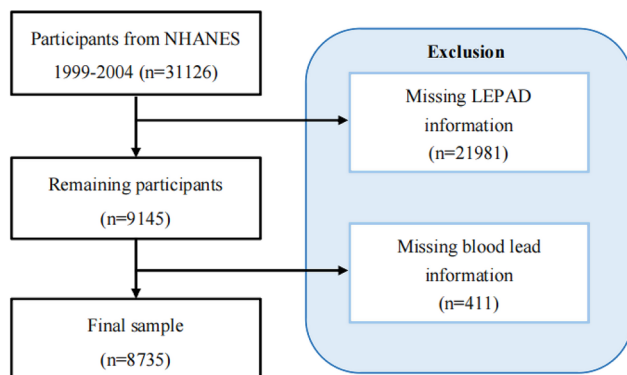 Participants from NHANES
1999-2004 (n=31126)
Exclusion
Missing LEPAD
information
(n=21981)
Remaining participants
(n=9145)
Missing blood lead
information
(n=411)
Final sample
(n=8735)